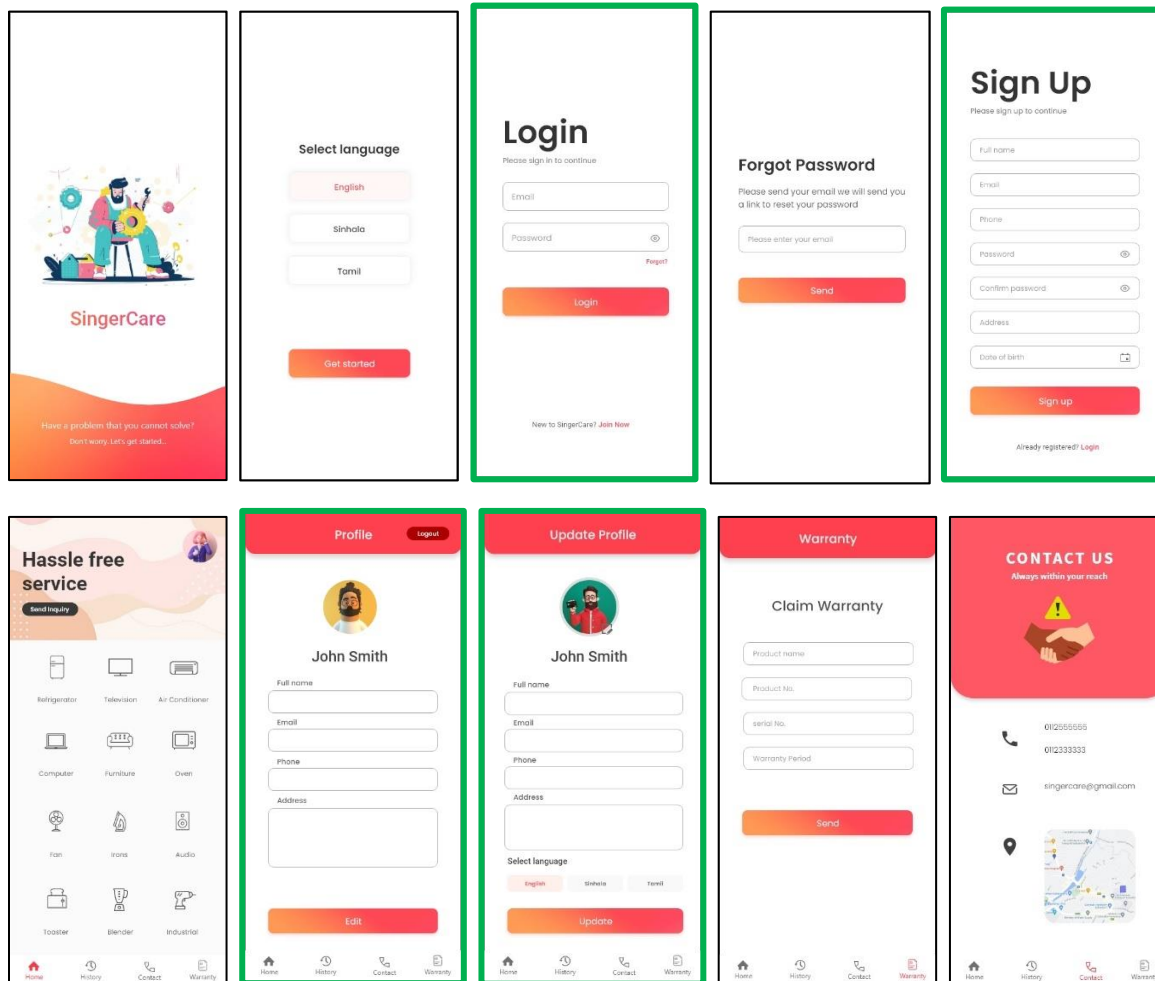 SingerCare
Have a problem that you cannot solve?
Don't worry. Let's get started...
Select language
English
Sinhala
Tamil
Get started
Login
Please sign in to continue
Email
Password
Forgot?
Login
New to SingerCare? Join Now
Forgot Password
Please send your email we will send you
a link to reset your password
Please enter your email
Send
Sign Up
Please sign up to continue
Full name
Email
Phone
Password
Confirm password
Address
Date of birth
Sign up
Already registered? Login
Hassle free
service
Send Inquiry
Refrigerator Television Air Conditioner
Computer Furniture Oven
Fan Irons Audio
Toaster Blender Industrial
Home History Contact Warranty
Profile Logout
John Smith
Full name
Email
Phone
Address
Edit
Home History Contact Warranty
Update Profile
John Smith
Full name
Email
Phone
Address
Select language
English Sinhala Tamil
Update
Home History Contact Warranty
Warranty
Claim Warranty
Product name
Product No.
serial No.
Warranty Period
Send
Home History Contact Warranty
CONTACT US
Always within your reach
0112555555
0112333333
singercare@gmail.com
Home History Contact Warranty